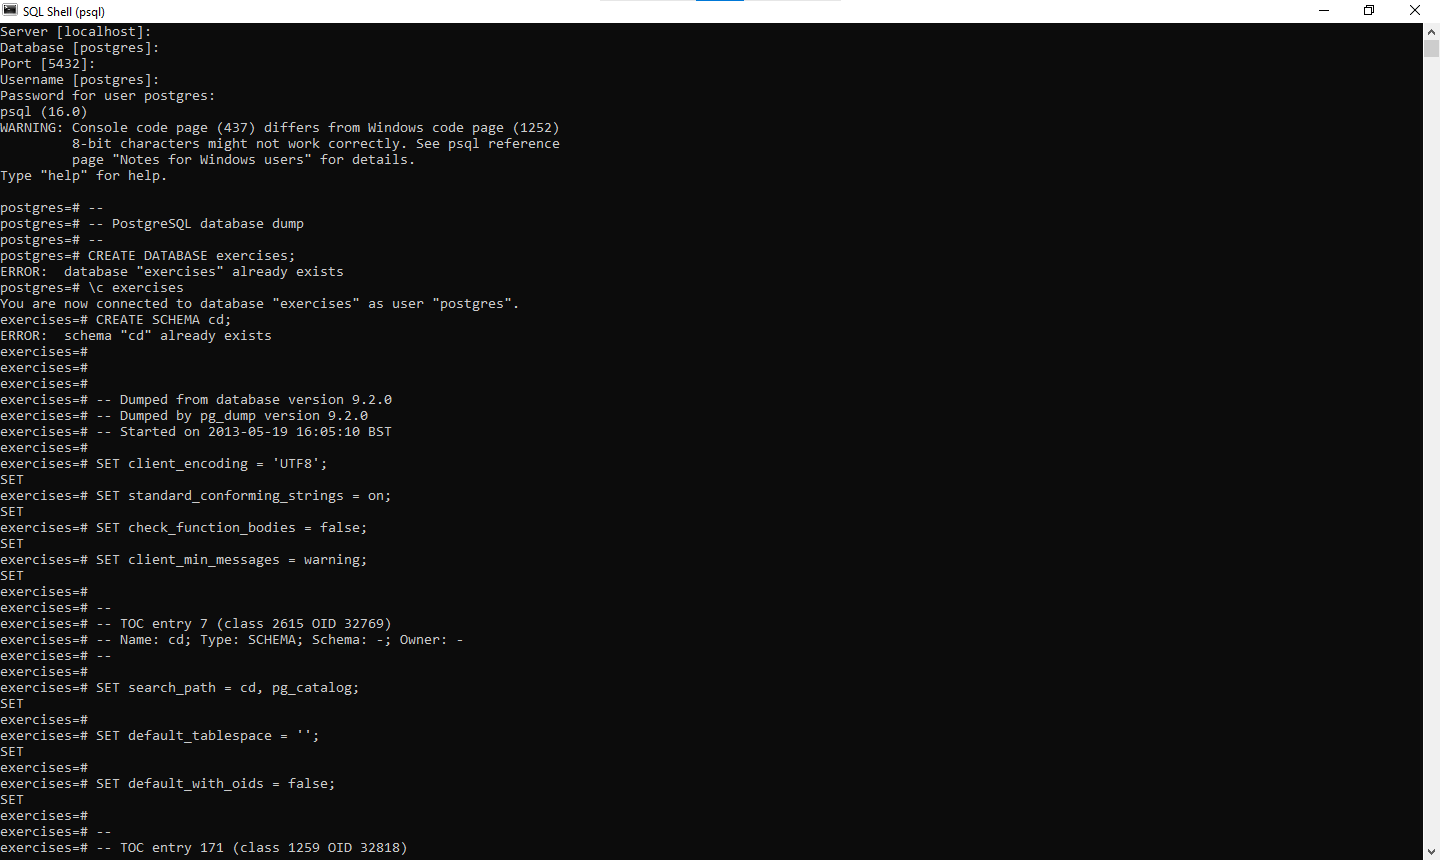 SQL Shell (psql)
Server [localhost]:
Database [postgres]:
Port [5432]:
Username [postgres]:
Password for user postgres:
psql (16.0)
WARNING: Console code page (437) differs from Windows code page (1252)
         8-bit characters might not work correctly. See psql reference
         page "Notes for Windows users" for details.
Type "help" for help.

postgres=# --
postgres=# -- PostgreSQL database dump
postgres=# --
postgres=# CREATE DATABASE exercises;
ERROR:  database "exercises" already exists
postgres=# \c exercises
You are now connected to database "exercises" as user "postgres".
exercises=# CREATE SCHEMA cd;
ERROR:  schema "cd" already exists
exercises=#
exercises=#
exercises=#
exercises=# -- Dumped from database version 9.2.0
exercises=# -- Dumped by pg_dump version 9.2.0
exercises=# -- Started on 2013-05-19 16:05:10 BST
exercises=#
exercises=# SET client_encoding = 'UTF8';
SET
exercises=# SET standard_conforming_strings = on;
SET
exercises=# SET check_function_bodies = false;
SET
exercises=# SET client_min_messages = warning;
SET
exercises=#
exercises=# --
exercises=# -- TOC entry 7 (class 2615 OID 32769)
exercises=# -- Name: cd; Type: SCHEMA; Schema: -; Owner: -
exercises=# --
exercises=#
exercises=# SET search_path = cd, pg_catalog;
SET
exercises=#
exercises=# SET default_tablespace = '';
SET
exercises=#
exercises=# SET default_with_oids = false;
SET
exercises=#
exercises=# --
exercises=# -- TOC entry 171 (class 1259 OID 32818)